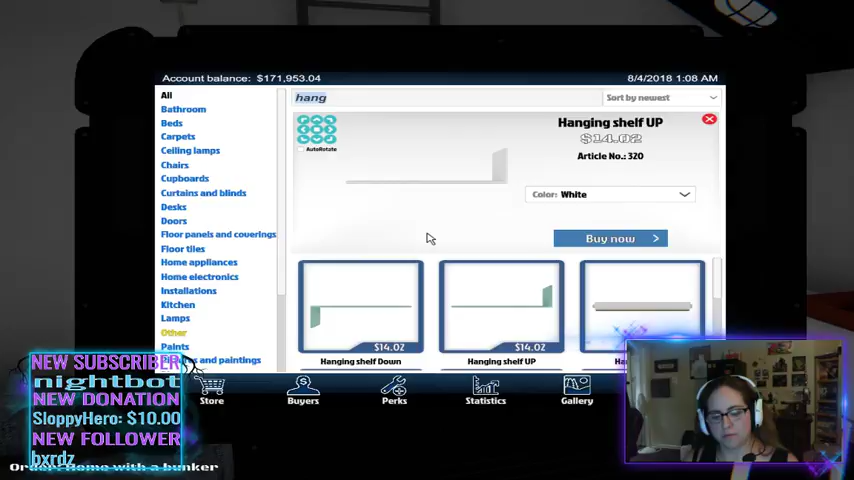 Account balance: $171,953.04
8/4/2018 1:08 AM
All
Bathroom
Beds
Carpets
Ceiling lamps
Chairs
Cupboards
Curtains and blinds
Desks
Doors
Floor panels and coverings
Floor tiles
Home appliances
Home electronics
Installations
Kitchen
Lamps
Other
Paints
hang
Sort by newest
AutoRotate
Hanging shelf UP
$14.02
Article No.: 320
Color: White
Buy now
$14.02
$14.02
Hanging shelf Down
Hanging shelf UP
Store
Buyers
Perks
Statistics
Gallery
NEW SUBSCRIBER
nightbot
NEW DONATION
SloppyHero: $10.00
NEW FOLLOWER
bxrdz
Order: Home with a bunker